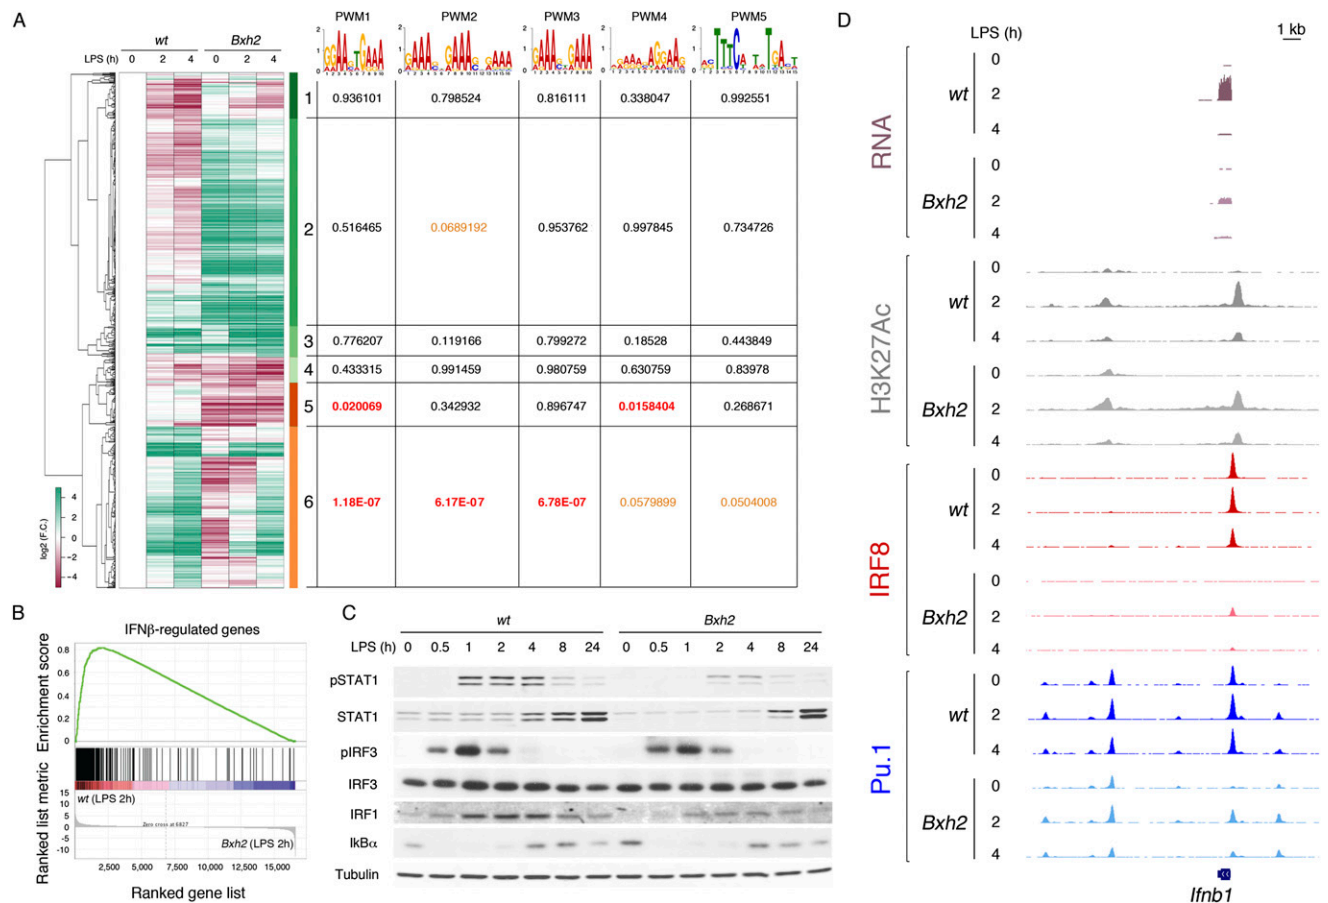 A
wt Bxh2
LPS (h) 0 2 4 0 2 4
PWM1 PWM2 PWM3 PWM4 PWM5
1 0.936101 0.798524 0.816111 0.338047 0.992551
2 0.516465 0.0689192 0.953762 0.997845 0.734726
3 0.776207 0.119166 0.799272 0.18528 0.443849
4 0.433315 0.991459 0.980759 0.630759 0.83978
5 0.020069 0.342932 0.896747 0.0158404 0.268671
6 1.18E-07 6.17E-07 6.78E-07 0.0579899 0.0504008
log2 (F.C.)
4
2
0
-2
-4
B
IFNβ-regulated genes
Enrichment score
0.8
0.6
0.4
0.2
0
Ranked list metric
15
10
5
0
-5
-10
wt (LPS 2h)
Zero cross at 6827
Bxh2 (LPS 2h)
2,500 5,000 7,500 10,000 12,500 15,000
Ranked gene list
C
wt Bxh2
LPS (h) 0 0.5 1 2 4 8 24 0 0.5 1 2 4 8 24
pSTAT1
STAT1
pIRF3
IRF3
IRF1
IkBα
Tubulin
D
LPS (h)
1 kb
RNA
wt
0
2
4
Bxh2
0
2
4
H3K27Ac
wt
0
2
4
Bxh2
0
2
4
IRF8
wt
0
2
4
Bxh2
0
2
4
Pu.1
wt
0
2
4
Bxh2
0
2
4
Ifnb1